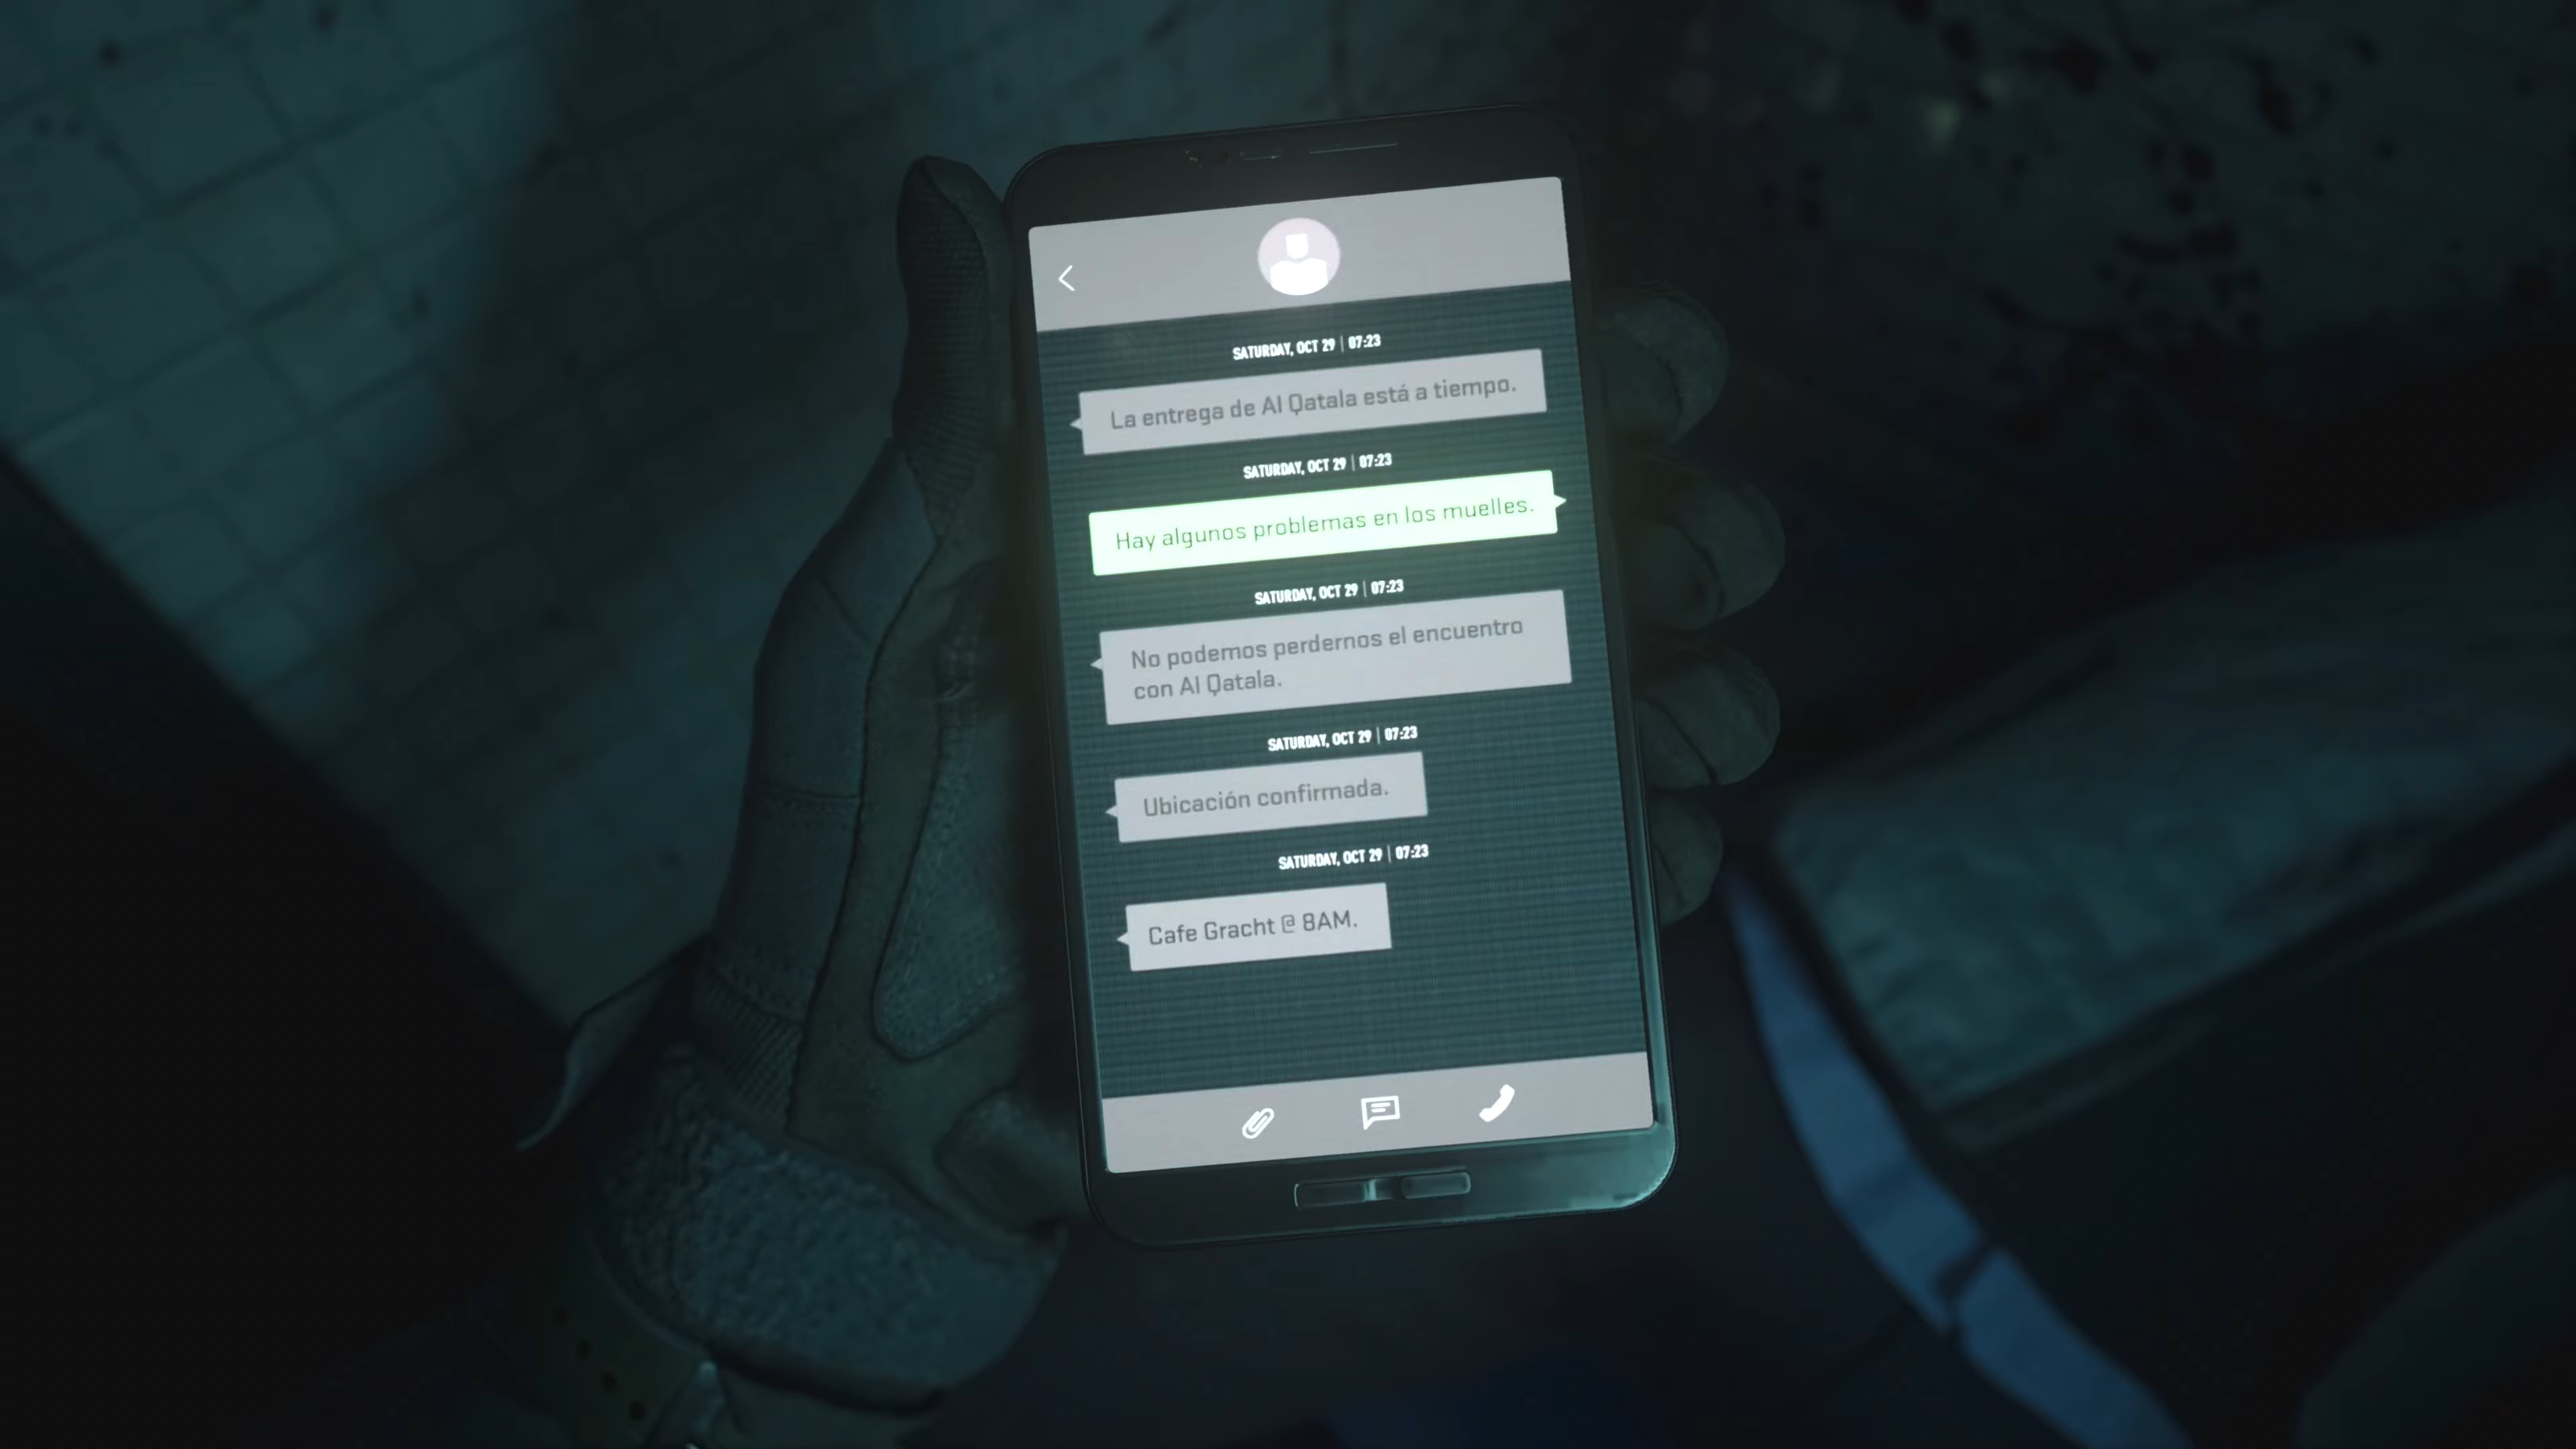 SATURDAY, OCT 29 | 07:23
La entrega de Al Qatala está a tiempo.
SATURDAY, OCT 29 | 07:23
Hay algunos problemas en los muelles.
SATURDAY, OCT 29 | 07:23
No podemos perdernos el encuentro
con Al Qatala.
SATURDAY, OCT 29 | 07:23
Ubicación confirmada.
SATURDAY, OCT 29 | 07:23
Cafe Gracht @ 8AM.